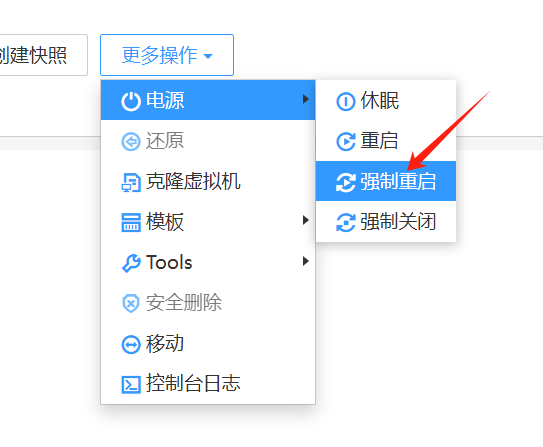 创建快照
更多操作
电源
还原
克隆虚拟机
模板
Tools
安全删除
移动
控制台日志
休眠
重启
强制重启
强制关闭